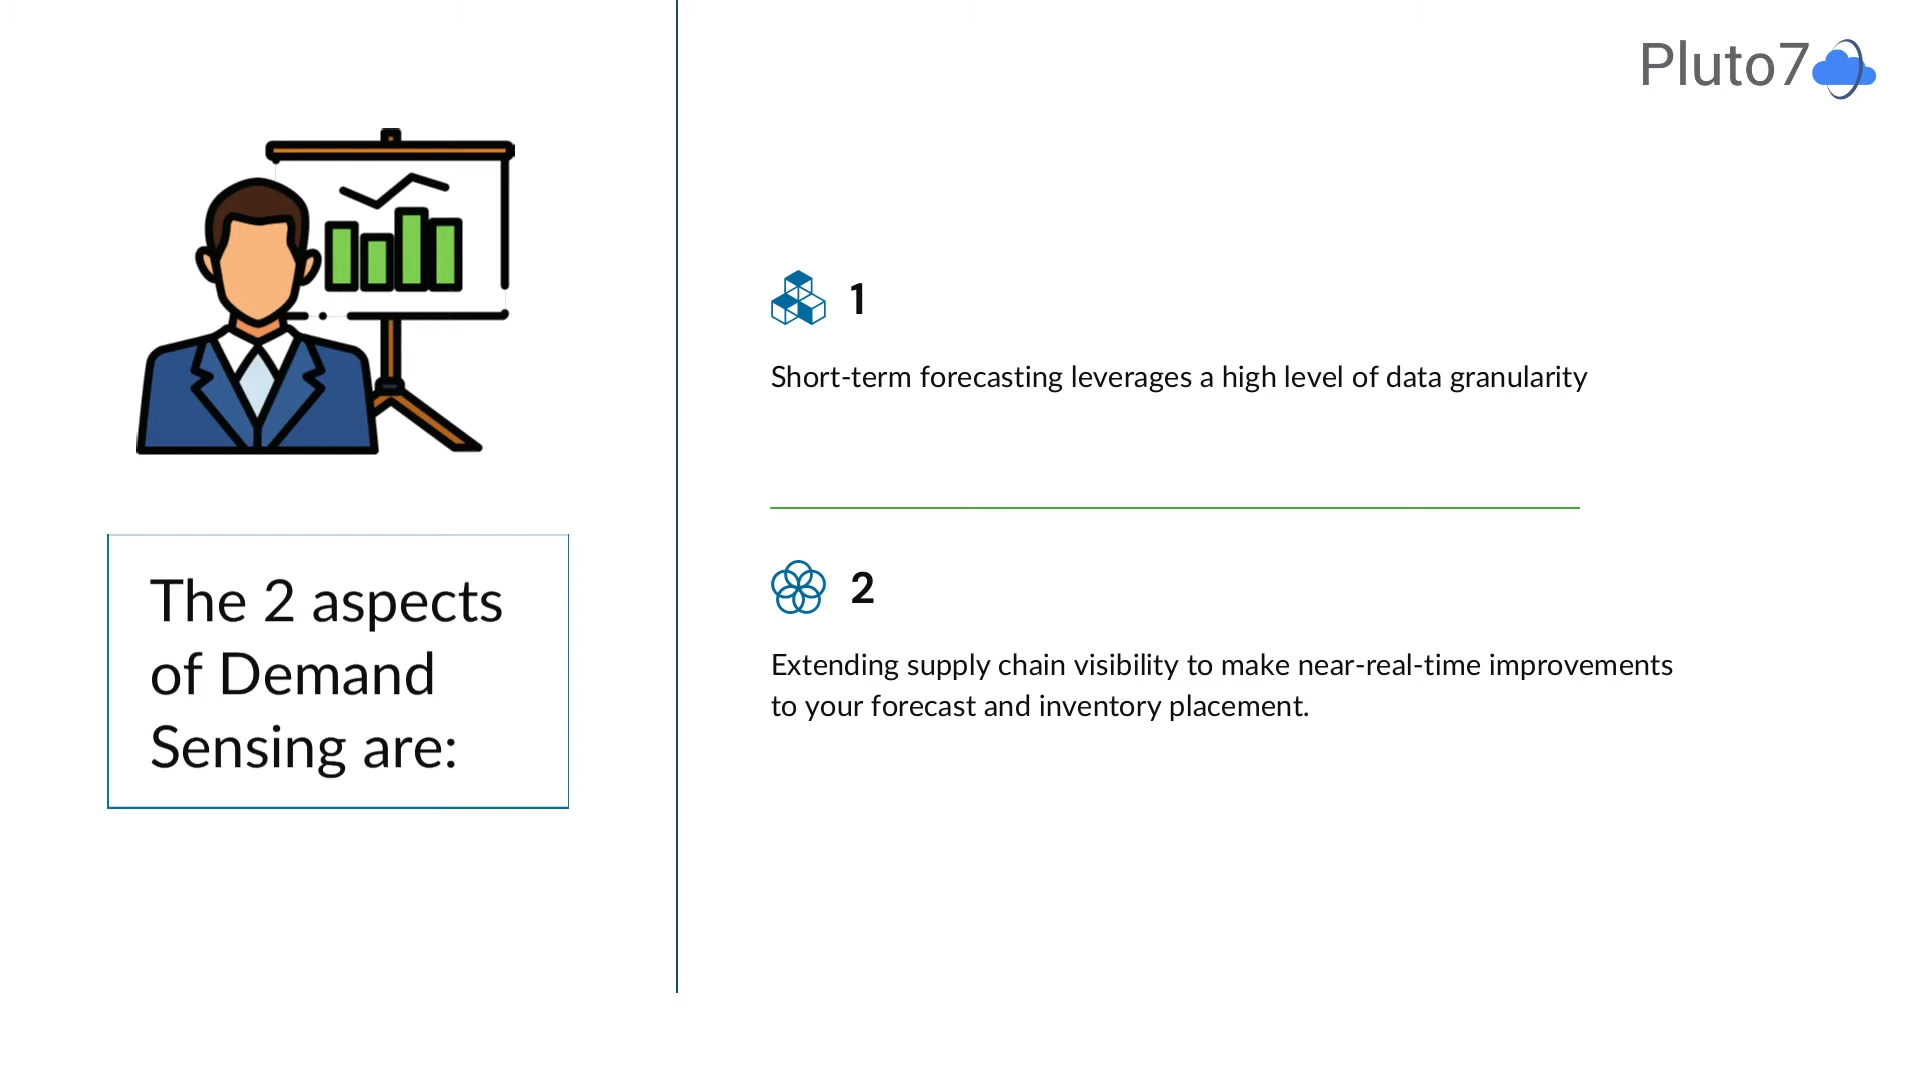 Pluto7
The 2 aspects
of Demand
Sensing are:
1
Short-term forecasting leverages a high level of data granularity
2
Extending supply chain visibility to make near-real-time improvements
to your forecast and inventory placement.